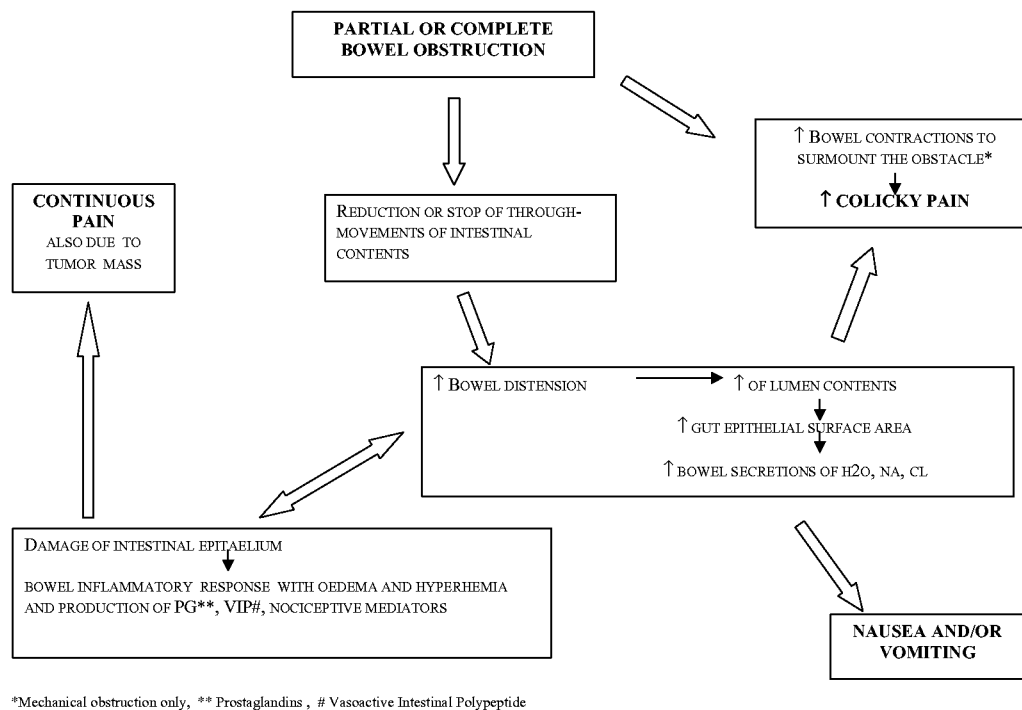 PARTIAL OR COMPLETE
BOWEL OBSTRUCTION
↑ BOWEL CONTRACTIONS TO
SURMOUNT THE OBSTACLE*
↑ COLICKY PAIN
CONTINUOUS
PAIN
ALSO DUE TO
TUMOR MASS
REDUCTION OR STOP OF THROUGH-
MOVEMENTS OF INTESTINAL
CONTENTS
↑ BOWEL DISTENSION
↑ OF LUMEN CONTENTS
↑ GUT EPITHELIAL SURFACE AREA
↑ BOWEL SECRETIONS OF H2O, NA, CL
DAMAGE OF INTESTINAL EPITAELIUM
BOWEL INFLAMMATORY RESPONSE WITH OEDEMA AND HYPERHEMIA
AND PRODUCTION OF PG**, VIP#, NOCICEPTIVE MEDIATORS
NAUSEA AND/OR
VOMITING
*Mechanical obstruction only, ** Prostaglandins , # Vasoactive Intestinal Polypeptide